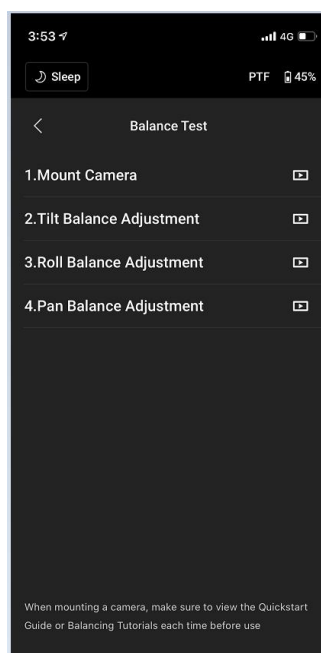 3:53 4G
Sleep PTF 45%
Balance Test
1.Mount Camera
2.Tilt Balance Adjustment
3.Roll Balance Adjustment
4.Pan Balance Adjustment
When mounting a camera, make sure to view the Quickstart
Guide or Balancing Tutorials each time before use